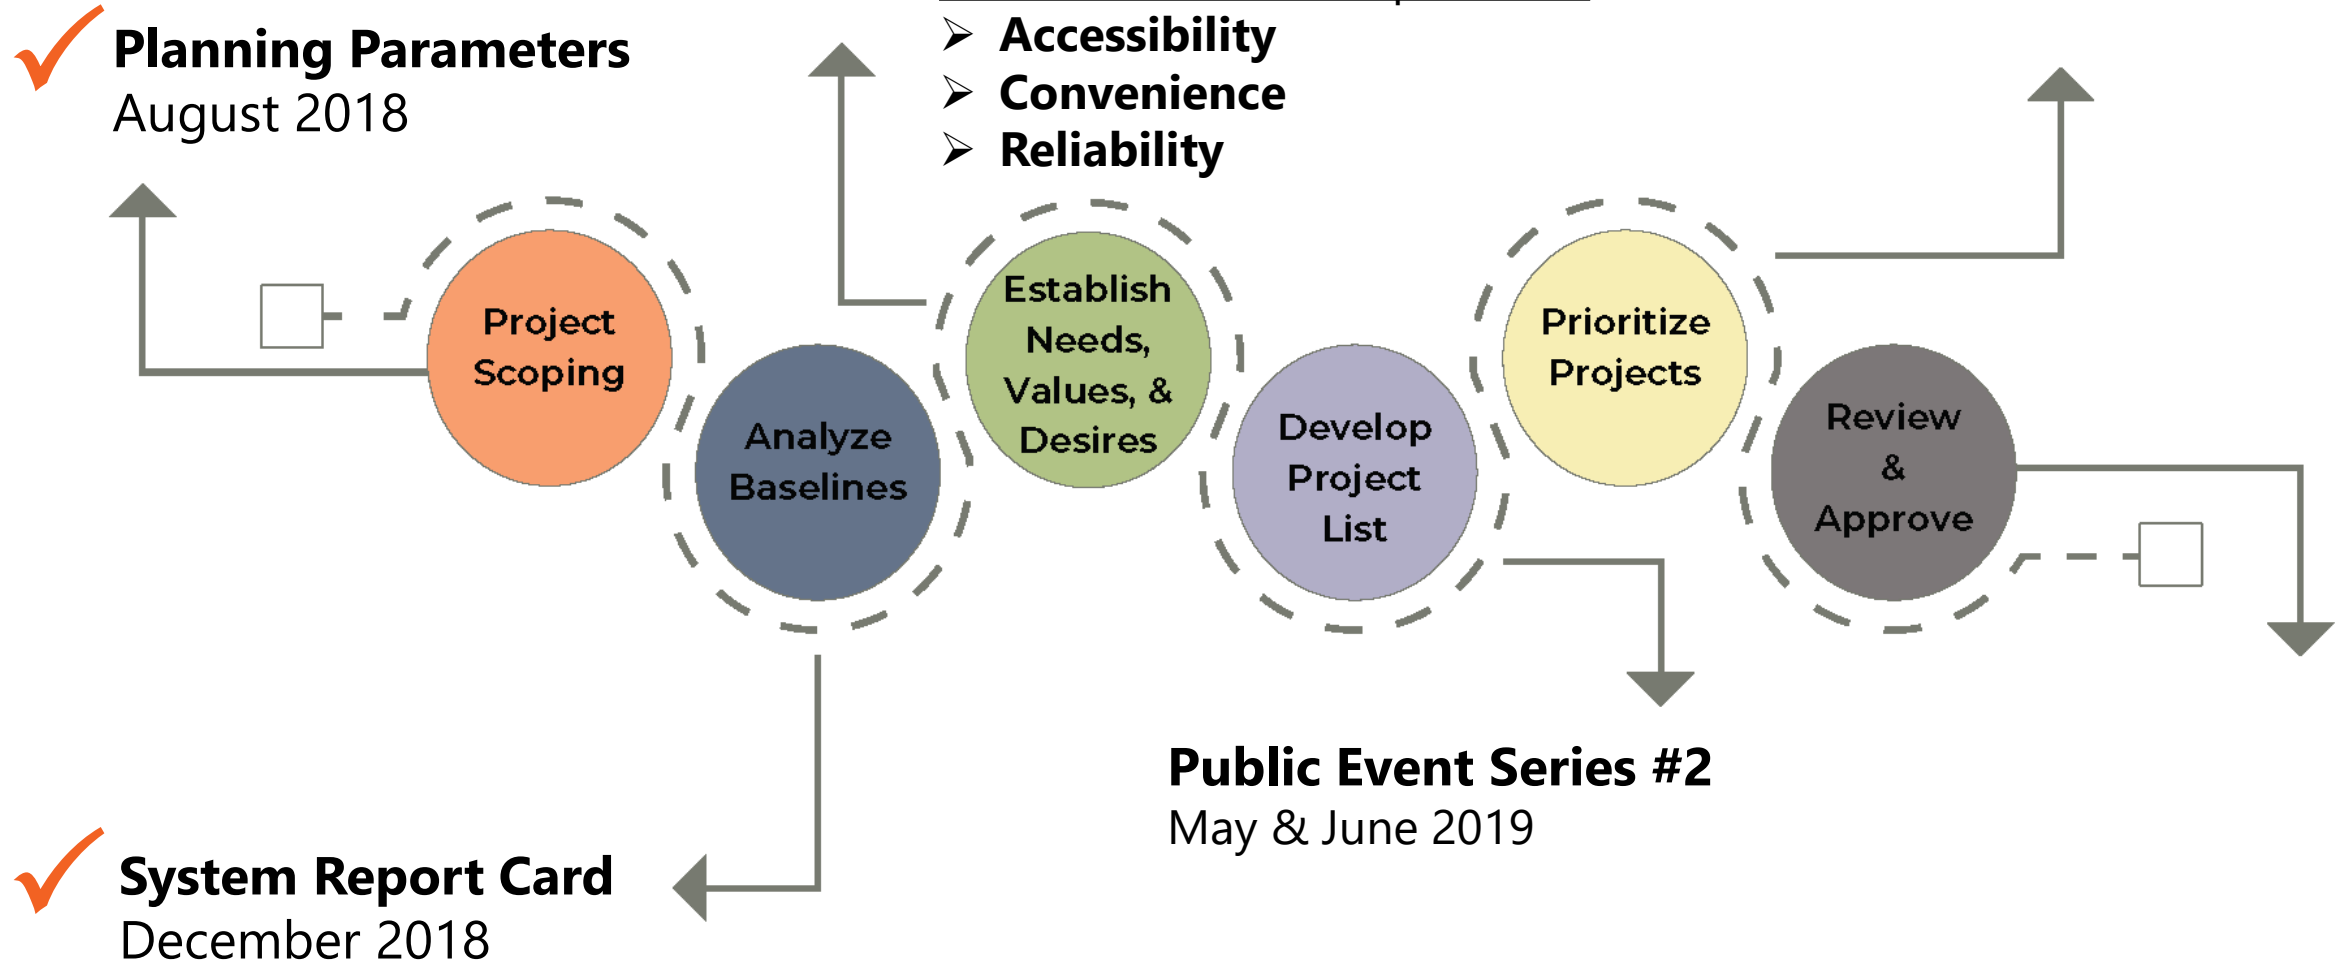 Planning Parameters
August 2018
➢ Accessibility
➢ Convenience
➢ Reliability
Project
Scoping
Analyze
Baselines
Establish
Needs,
Values, &
Desires
Develop
Project
List
Prioritize
Projects
Review
&
Approve
Public Event Series #2
May & June 2019
System Report Card
December 2018